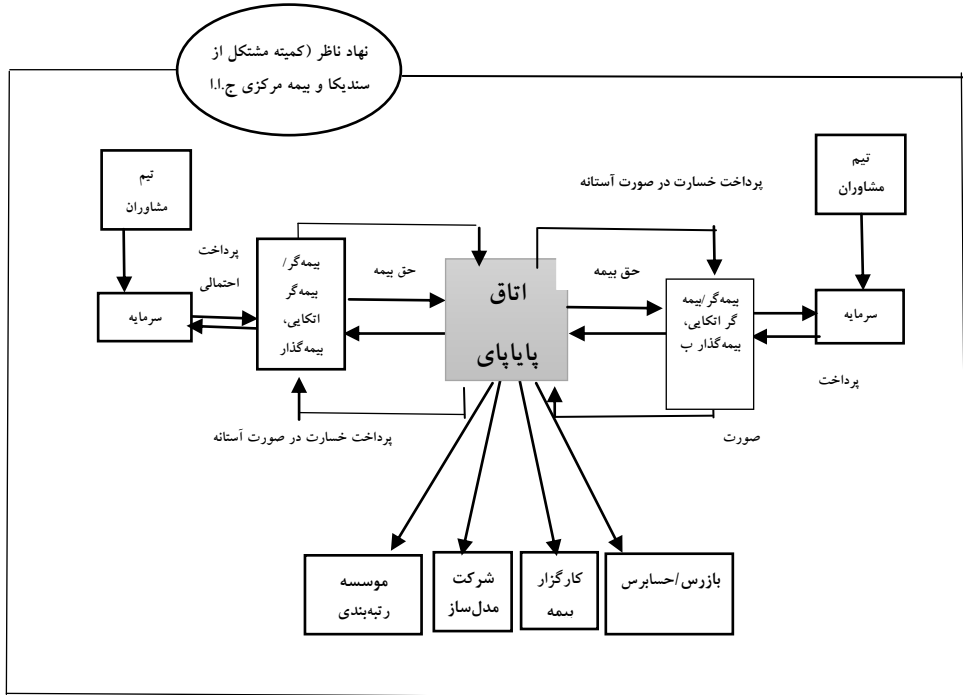 نهاد ناظر (کمیته مشتکل از
سندیکا و بیمه مرکزی ج.ا.ا
تیم
مشاوران
تیم
مشاوران
پرداخت خسارت در صورت آستانه
پرداخت
احتمالی
بیمه‌گر/
بیمه‌گر
اتکایی،
بیمه‌گذار
حق بیمه
اتاق
پایاپای
حق بیمه
بیمه‌گر/بیمه
گر اتکایی،
بیمه‌گذار ب
سرمایه
سرمایه
پرداخت
پرداخت خسارت در صورت آستانه
صورت
موسسه
رتبه‌بندی
شرکت
مدل‌ساز
کارگزار
بیمه
بازرس/حسابرس